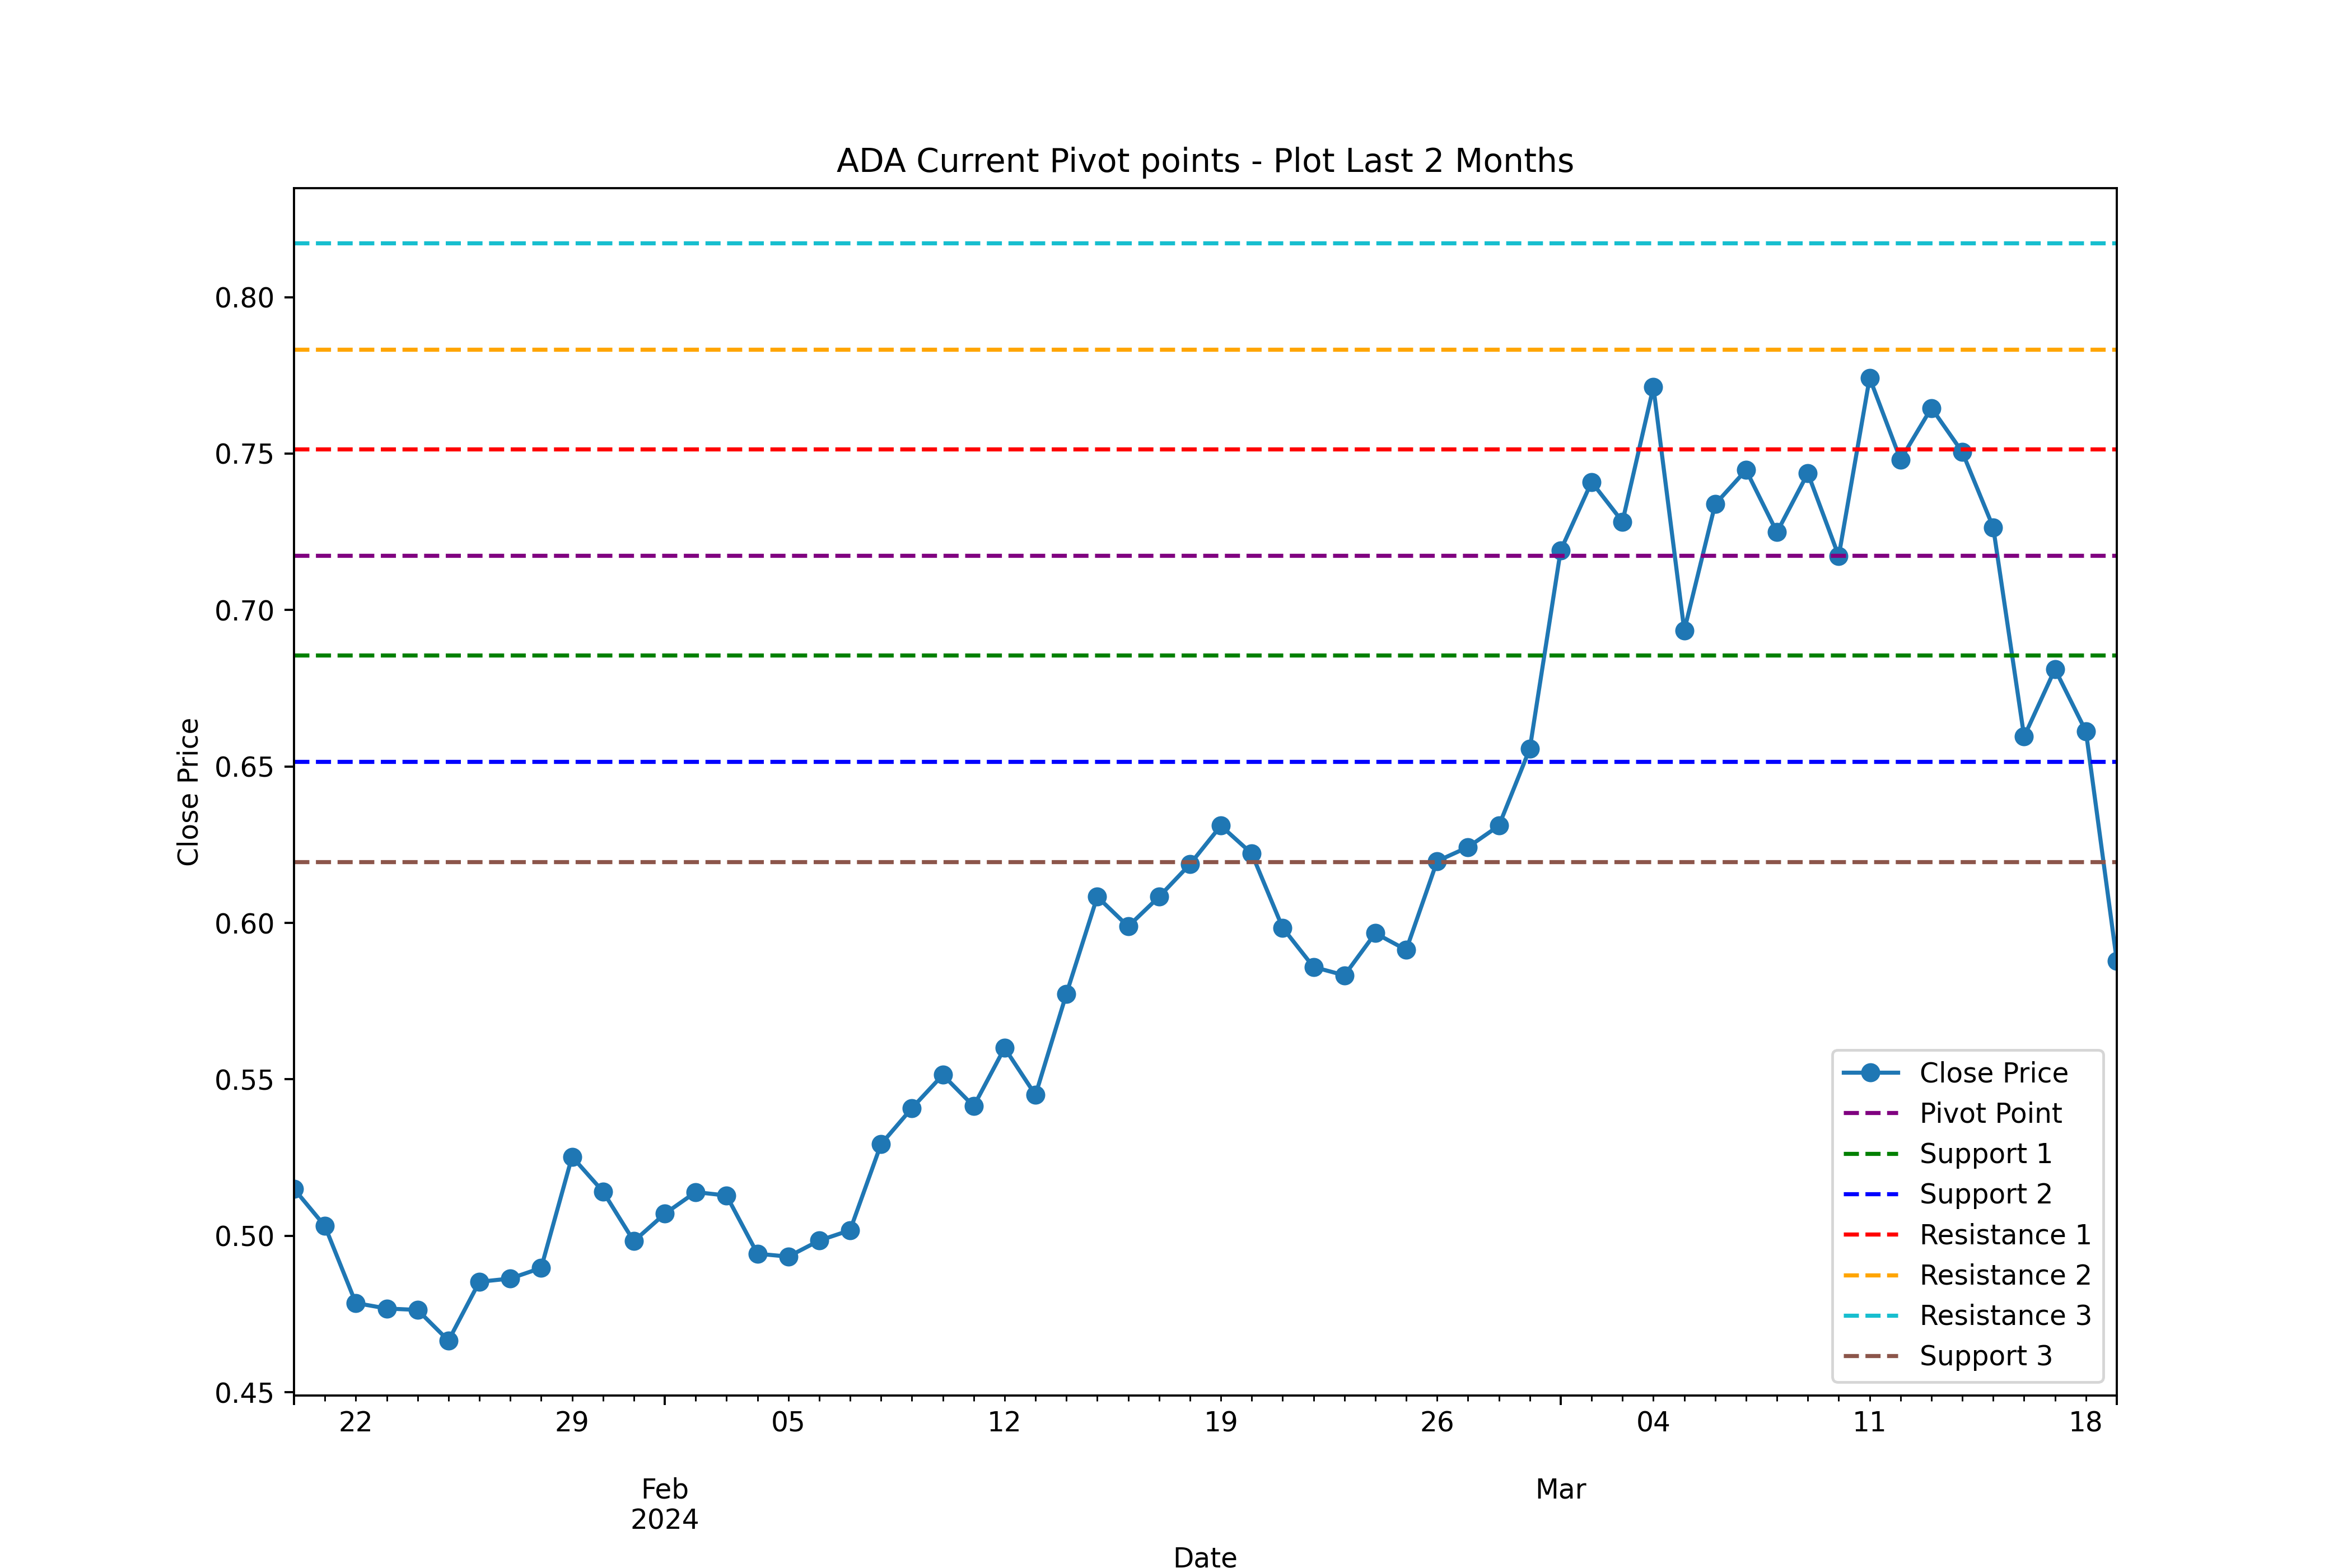 ADA Current Pivot points - Plot Last 2 Months
Close Price
0.80
0.75
0.70
0.65
0.60
0.55
0.50
0.45
Close Price
Pivot Point
Support 1
Support 2
Resistance 1
Resistance 2
Resistance 3
Support 3
22 29 05 12 19 26 04 11 18
Feb Mar
2024
Date